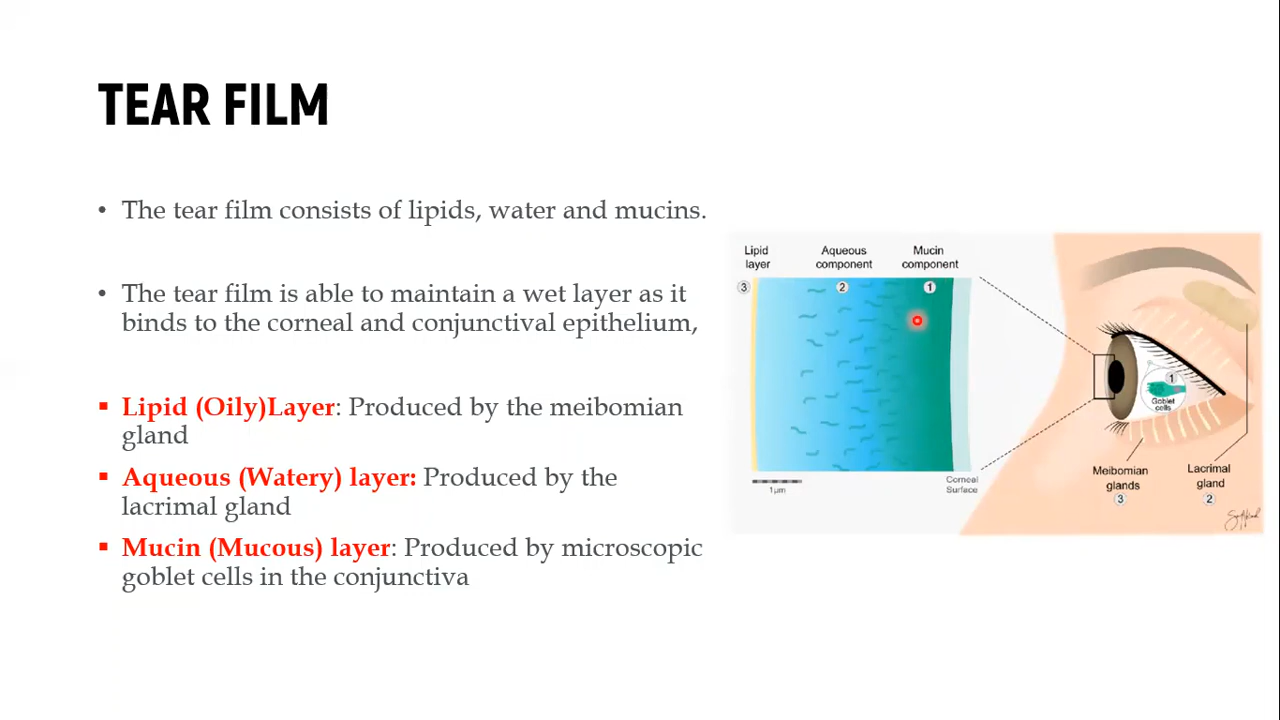 TEAR FILM
• The tear film consists of lipids, water and mucins.
• The tear film is able to maintain a wet layer as it
binds to the corneal and conjunctival epithelium,
▪ Lipid (Oily)Layer: Produced by the meibomian
gland
▪ Aqueous (Watery) layer: Produced by the
lacrimal gland
▪ Mucin (Mucous) layer: Produced by microscopic
goblet cells in the conjunctiva
Lipid
layer
Aqueous
component
Mucin
component
3
2
1
1µm
Corneal
Surface
1
Goblet
cells
Meibomian
glands
3
Lacrimal
gland
2